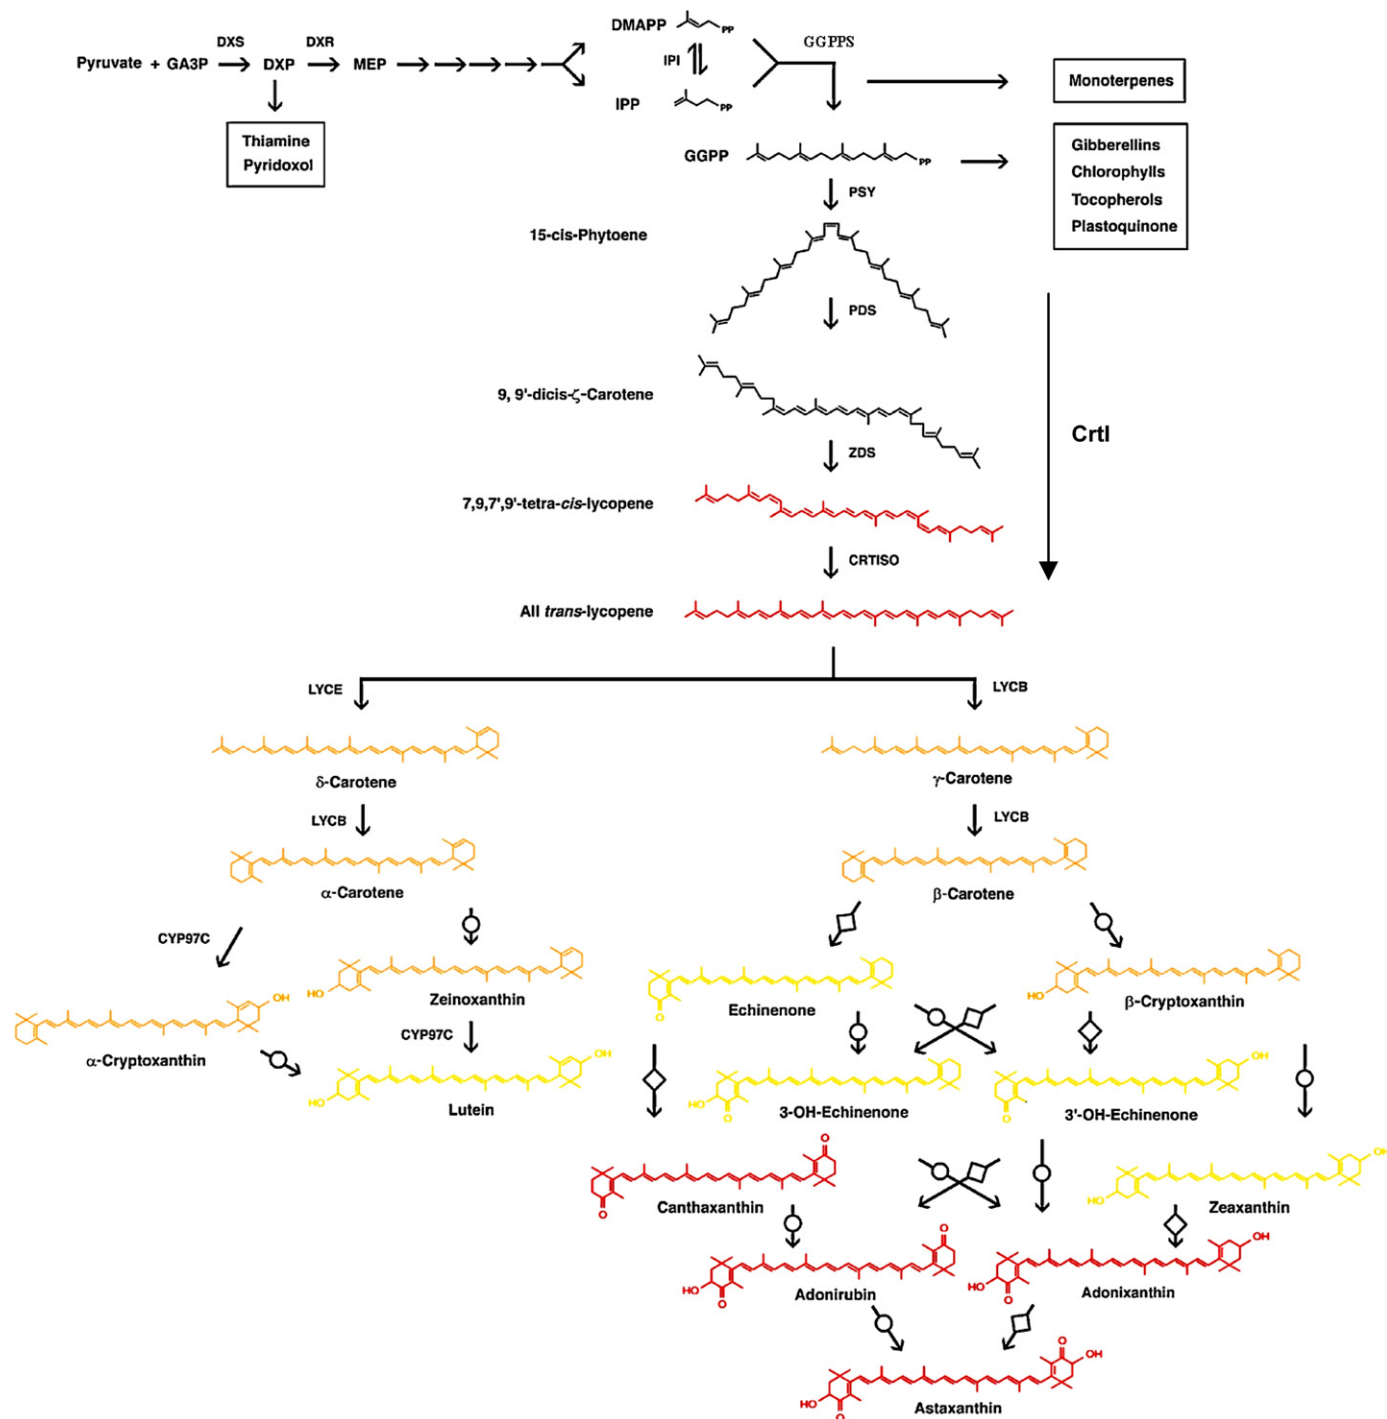 DMAPP
PP
GGPPS
DXS
DXR
Pyruvate + GA3P
DXP
MEP
IPI
Monoterpenes
IPP
PP
Thiamine
Pyridoxol
GGPP
PP
Gibberellins
Chlorophylls
Tocopherols
Plastoquinone
PSY
15-cis-Phytoene
PDS
9, 9'-dicis-ζ-Carotene
CrtI
ZDS
7,9,7',9'-tetra-cis-lycopene
CRTISO
All trans-lycopene
LYCE
LYCB
δ-Carotene
γ-Carotene
LYCB
LYCB
α-Carotene
β-Carotene
CYP97C
HO
Zeinoxanthin
OH
O
Echinenone
HO
β-Cryptoxanthin
CYP97C
α-Cryptoxanthin
OH
HO
Lutein
HO
O
3-OH-Echinenone
OH
O
3'-OH-Echinenone
O
O
Canthaxanthin
OH
HO
Zeaxanthin
O
HO
O
Adonirubin
OH
HO
O
Adonixanthin
O
OH
HO
O
Astaxanthin